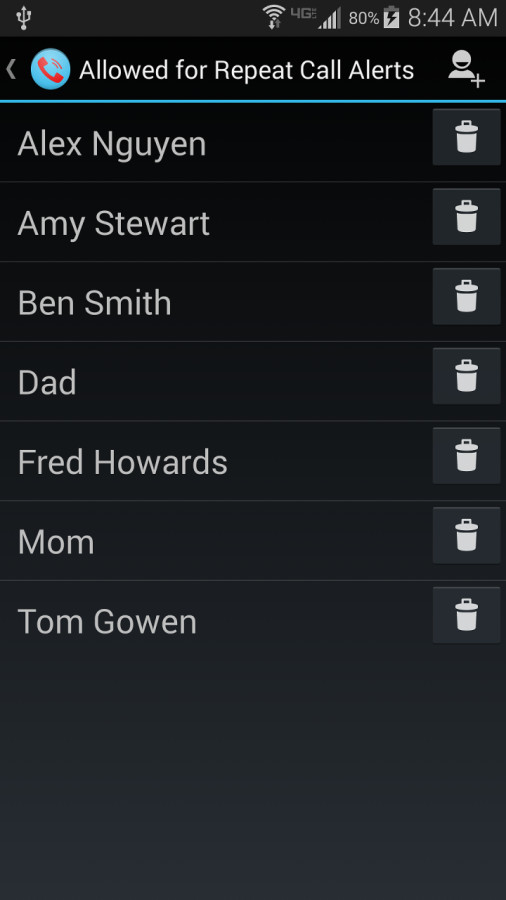 4G 80% 8:44 AM
Allowed for Repeat Call Alerts
Alex Nguyen
Amy Stewart
Ben Smith
Dad
Fred Howards
Mom
Tom Gowen